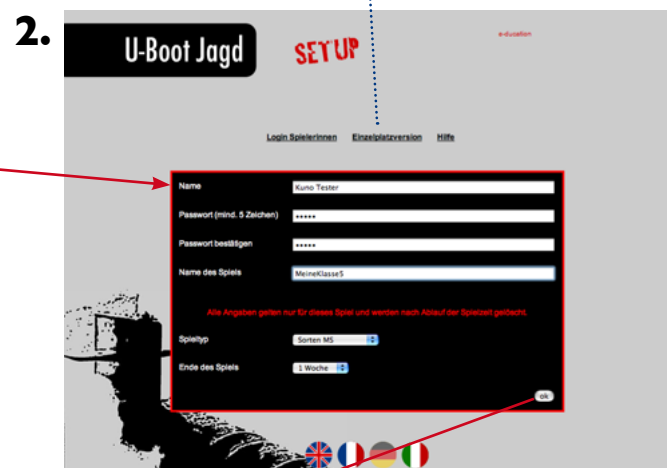 2.
U-Boot Jagd SETUP e-ducation
Login Spielerinnen Einzelplatzversion Hilfe
Name Kuno Tester
Passwort (mind. 5 Zeichen) •••••
Passwort bestätigen •••••
Name des Spiels MeineKlasse5
Alle Angaben gelten nur für dieses Spiel und werden nach Ablauf der Spielzeit gelöscht.
Spieltyp Sorten MS
Ende des Spiels 1 Woche
ok